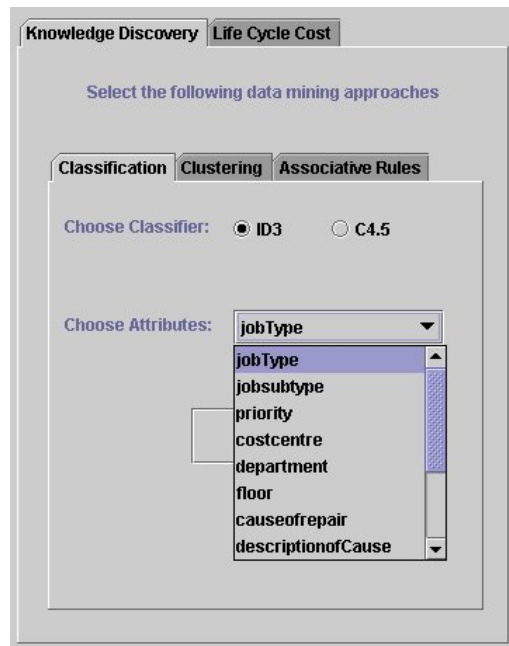 Knowledge Discovery Life Cycle Cost
Select the following data mining approaches
Classification Clustering Associative Rules
Choose Classifier: ID3 C4.5
Choose Attributes: jobType
jobType
jobsubtype
priority
costcentre
department
floor
causeofrepair
descriptionofCause